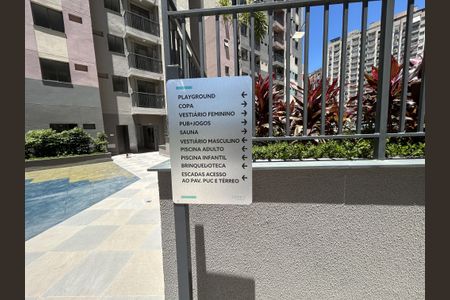 PLAYGROUND
COPA
VESTIÁRIO FEMININO
PUB+JOGOS
SAUNA
VESTIÁRIO MASCULINO
PISCINA ADULTO
PISCINA INFANTIL
BRINQUEDOTECA
ESCADAS ACESSO
AO PAV. PUC E TÉRREO